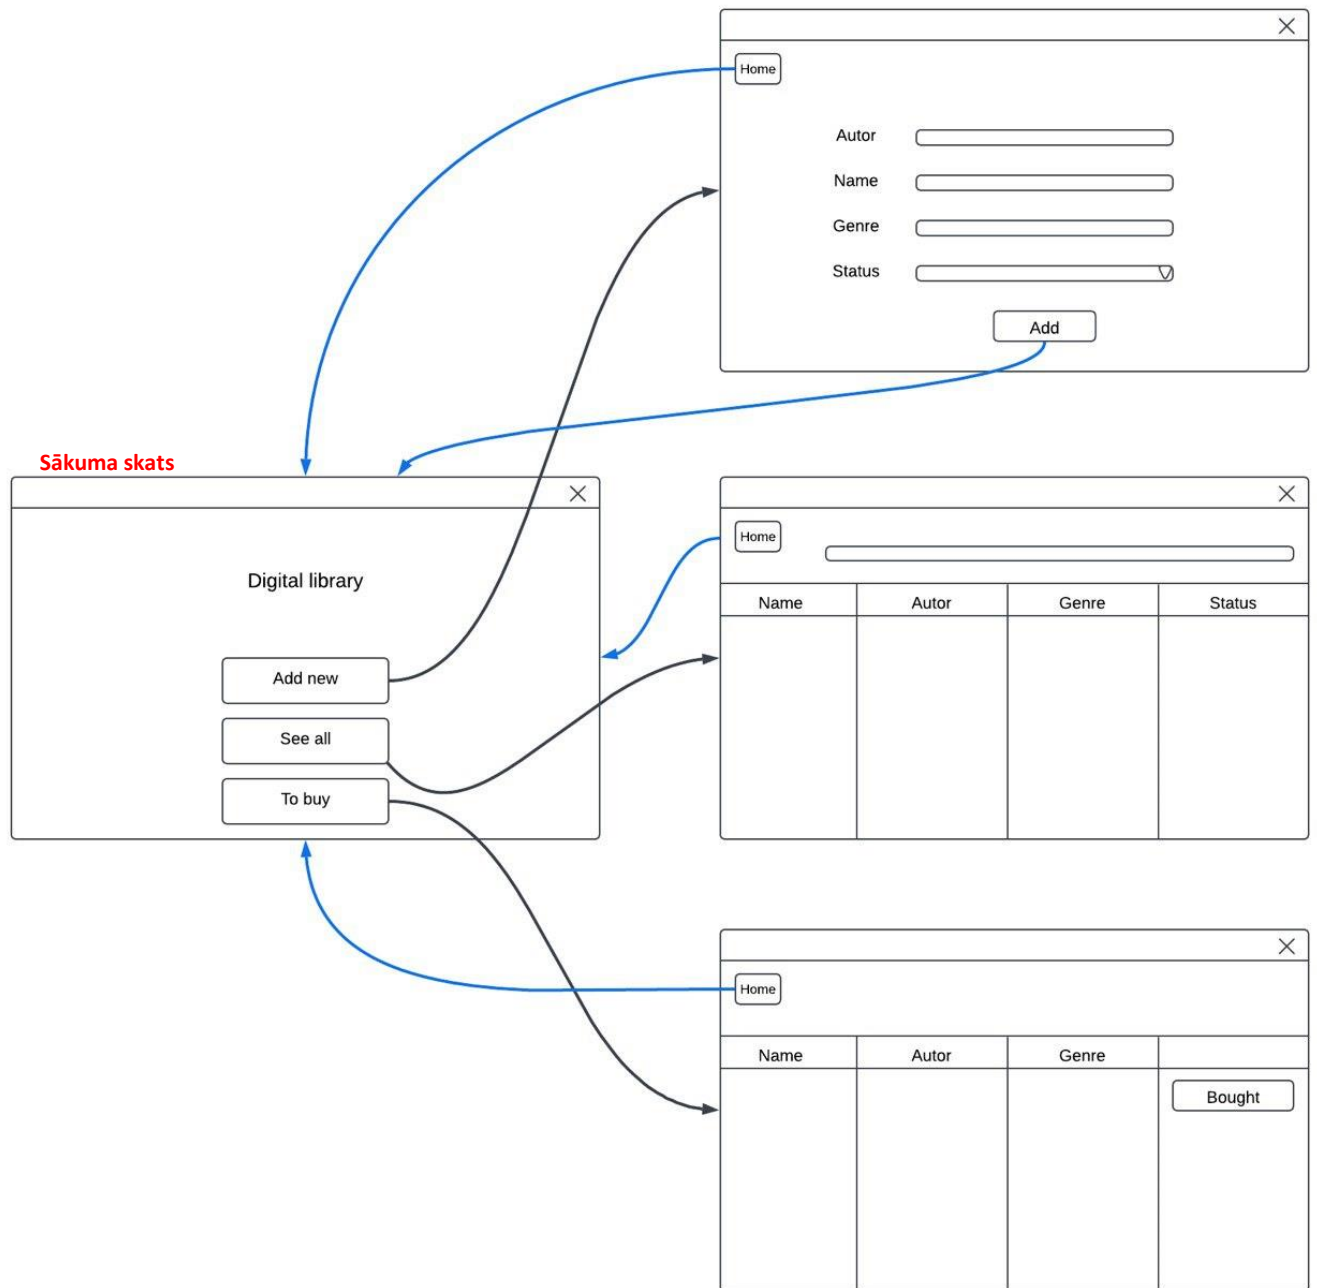 Home
Autor
Name
Genre
Status
Add
Sākuma skats
Digital library
Add new
See all
To buy
Home
Name Autor Genre Status
Home
Name Autor Genre
Bought